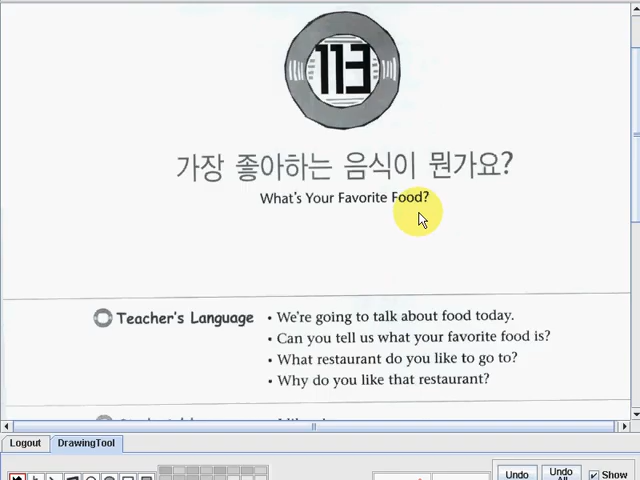 113
가장 좋아하는 음식이 뭔가요?
What's Your Favorite Food?
Teacher's Language
• We're going to talk about food today.
• Can you tell us what your favorite food is?
• What restaurant do you like to go to?
• Why do you like that restaurant?
Logout DrawingTool
Undo Undo All Show